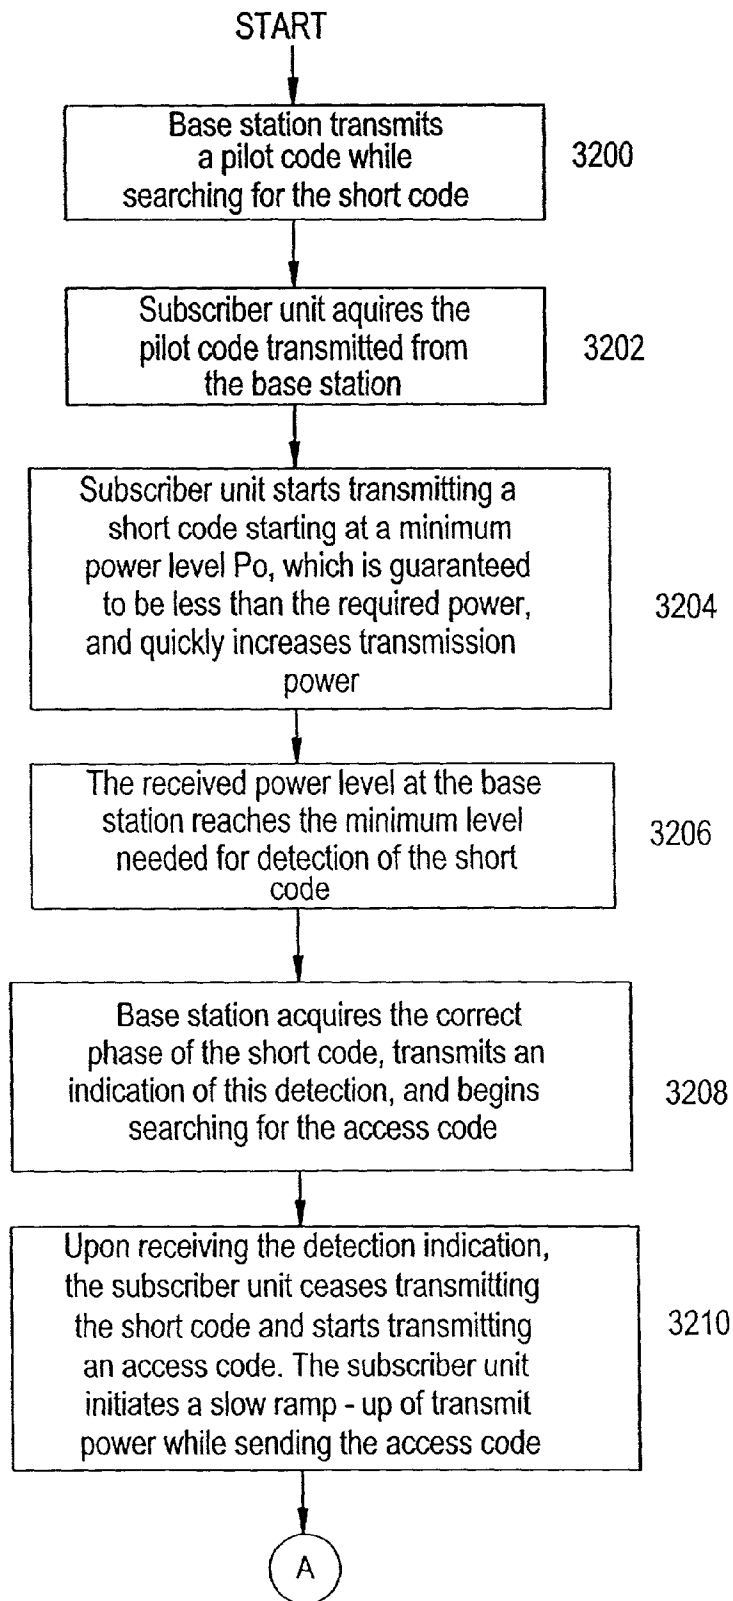 START
Base station transmits
a pilot code while
searching for the short code
3200
Subscriber unit aquires the
pilot code transmitted from
the base station
3202
Subscriber unit starts transmitting a
short code starting at a minimum
power level Po, which is guaranteed
to be less than the required power,
and quickly increases transmission
power
3204
The received power level at the base
station reaches the minimum level
needed for detection of the short
code
3206
Base station acquires the correct
phase of the short code, transmits an
indication of this detection, and begins
searching for the access code
3208
Upon receiving the detection indication,
the subscriber unit ceases transmitting
the short code and starts transmitting
an access code. The subscriber unit
initiates a slow ramp - up of transmit
power while sending the access code
3210
A